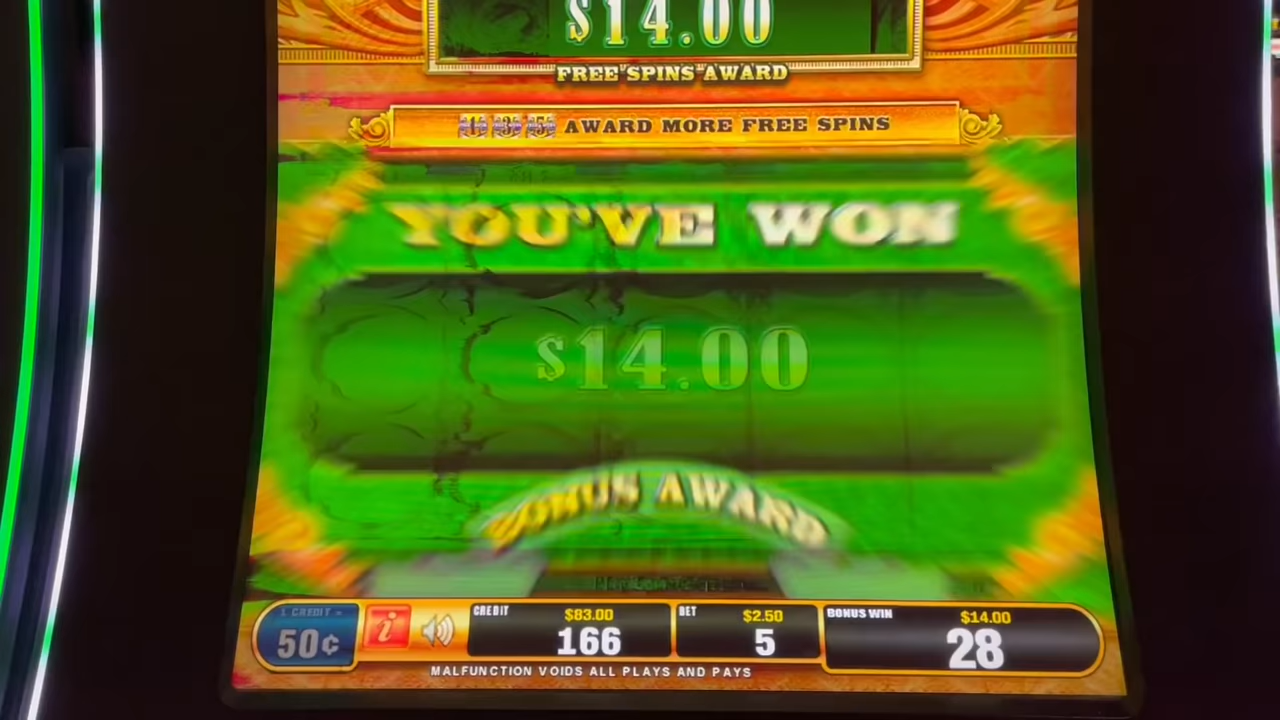 $14.00
FREE SPINS AWARD
AWARD MORE FREE SPINS
YOU'VE WON
$14.00
BONUS AWARD
1 CREDIT =
50¢
i
CREDIT $83.00
166
BET $2.50
5
BONUS WIN $14.00
28
MALFUNCTION VOIDS ALL PLAYS AND PAYS